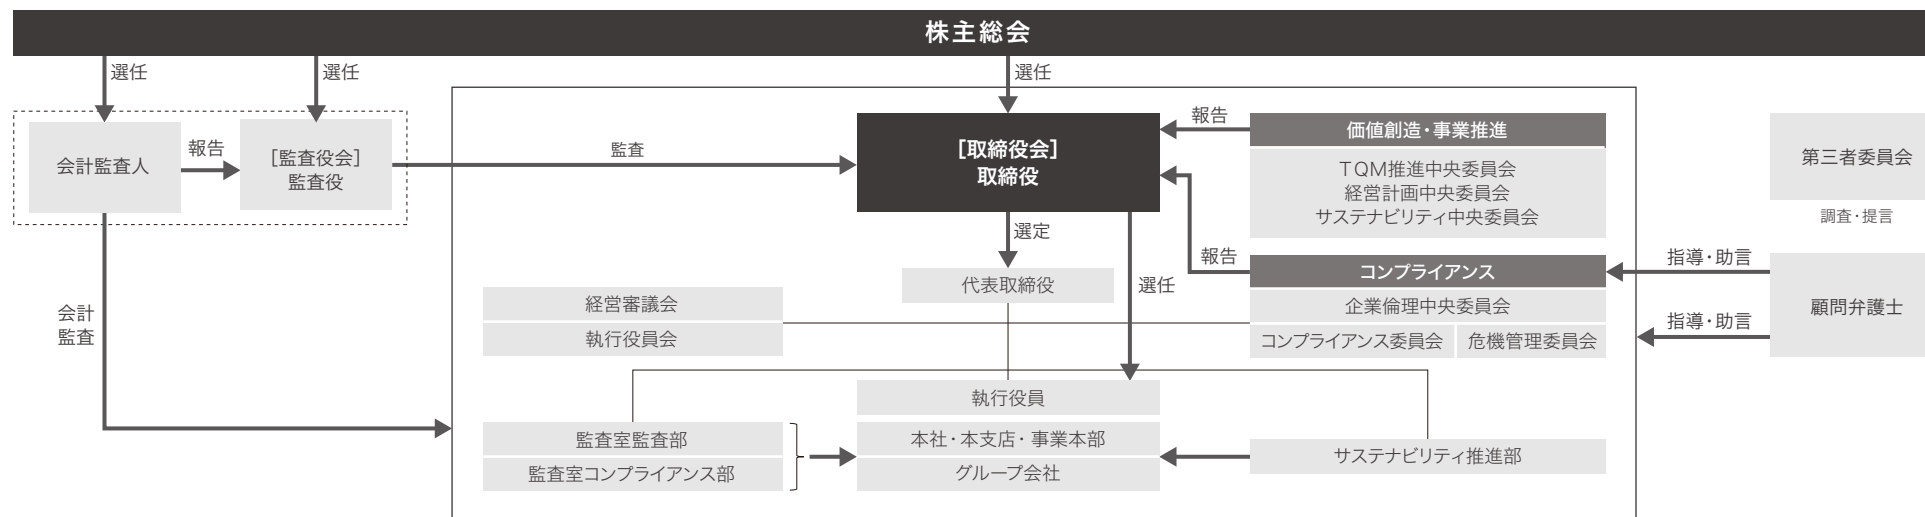 株主総会
選任
選任
選任
会計監査人
報告
［監査役会］
監査役
監査
［取締役会］
取締役
報告
価値創造・事業推進
TQM推進中央委員会
経営計画中央委員会
サステナビリティ中央委員会
第三者委員会
調査・提言
選定
報告
コンプライアンス
指導・助言
代表取締役
選任
経営審議会
執行役員会
企業倫理中央委員会
コンプライアンス委員会
危機管理委員会
指導・助言
顧問弁護士
会計
監査
執行役員
監査室監査部
監査室コンプライアンス部
本社・本支店・事業本部
グループ会社
サステナビリティ推進部